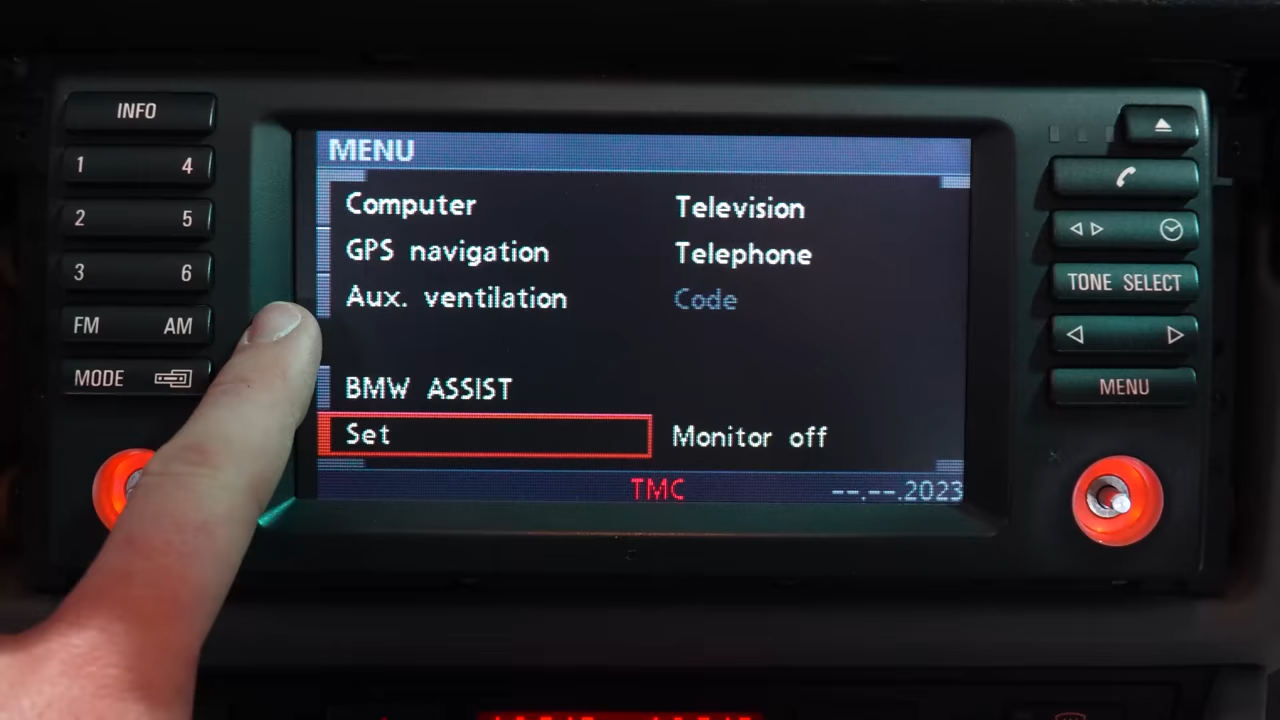 INFO
1 4
2 5
3 6
FM AM
MODE
MENU
Computer
GPS navigation
Aux. ventilation
BMW ASSIST
Set
Television
Telephone
Code
Monitor off
TMC
--.--.2023
TONE SELECT
MENU